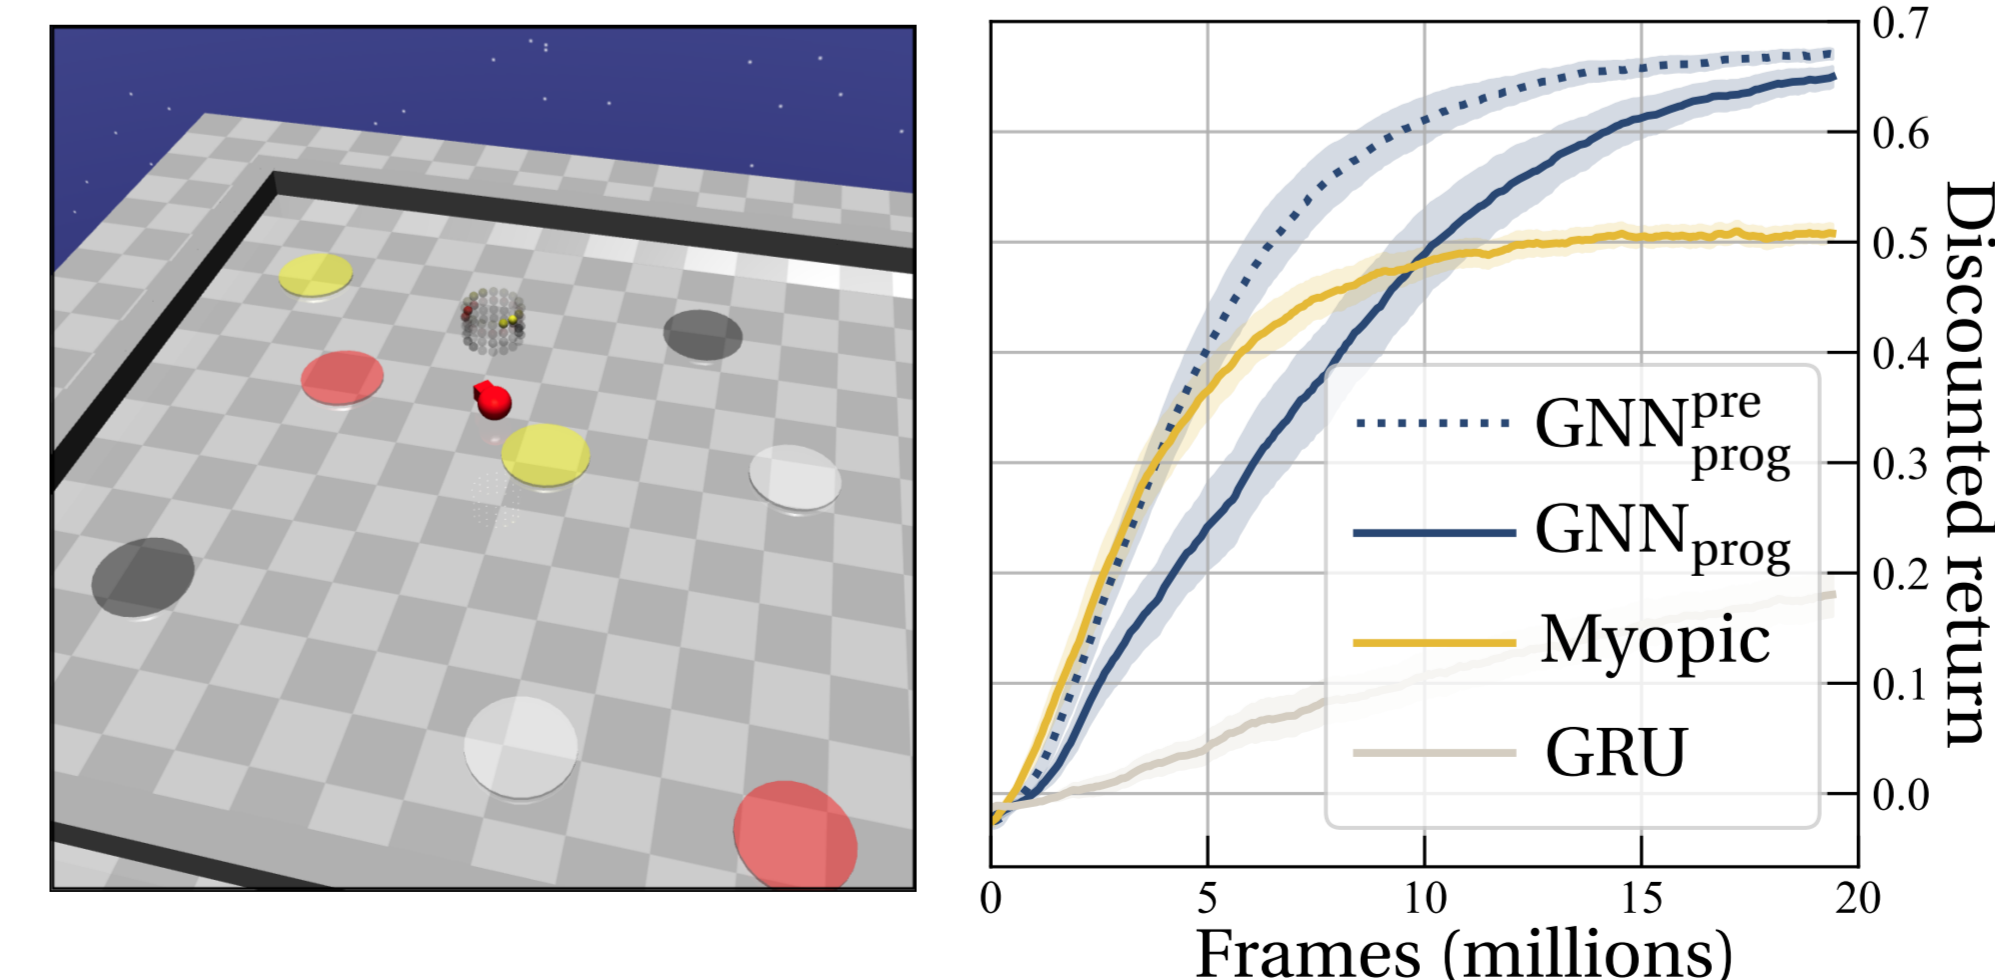 0.7
0.6
0.5
0.4
0.3
0.2
0.1
0.0
Discounted return
GNN^pre_prog
GNN_prog
Myopic
GRU
0 5 10 15 20
Frames (millions)